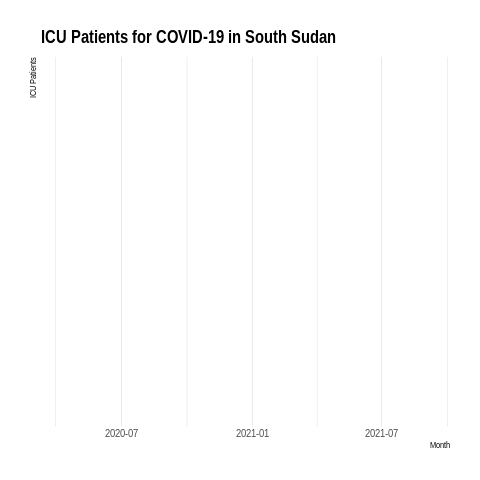 ICU Patients for COVID-19 in South Sudan
ICU Patients
2020-07
2021-01
2021-07
Month